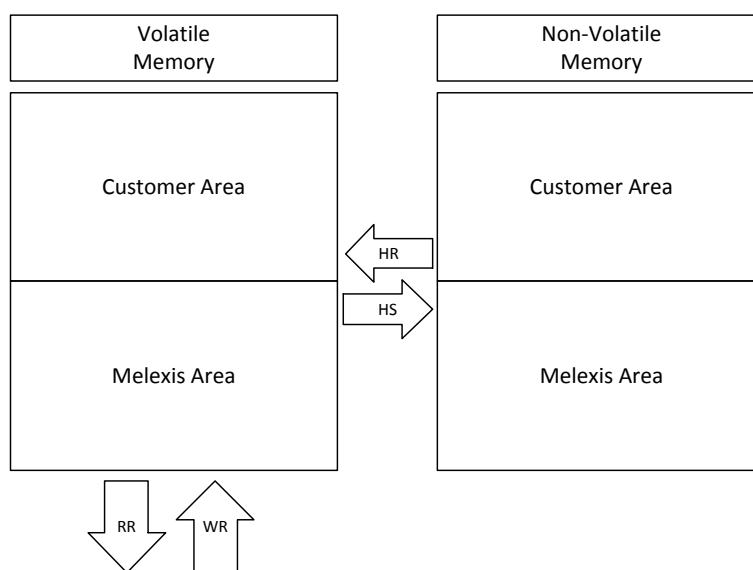 Volatile
Memory
Non-Volatile
Memory
Customer Area
Customer Area
HR
HS
Melexis Area
Melexis Area
RR
WR